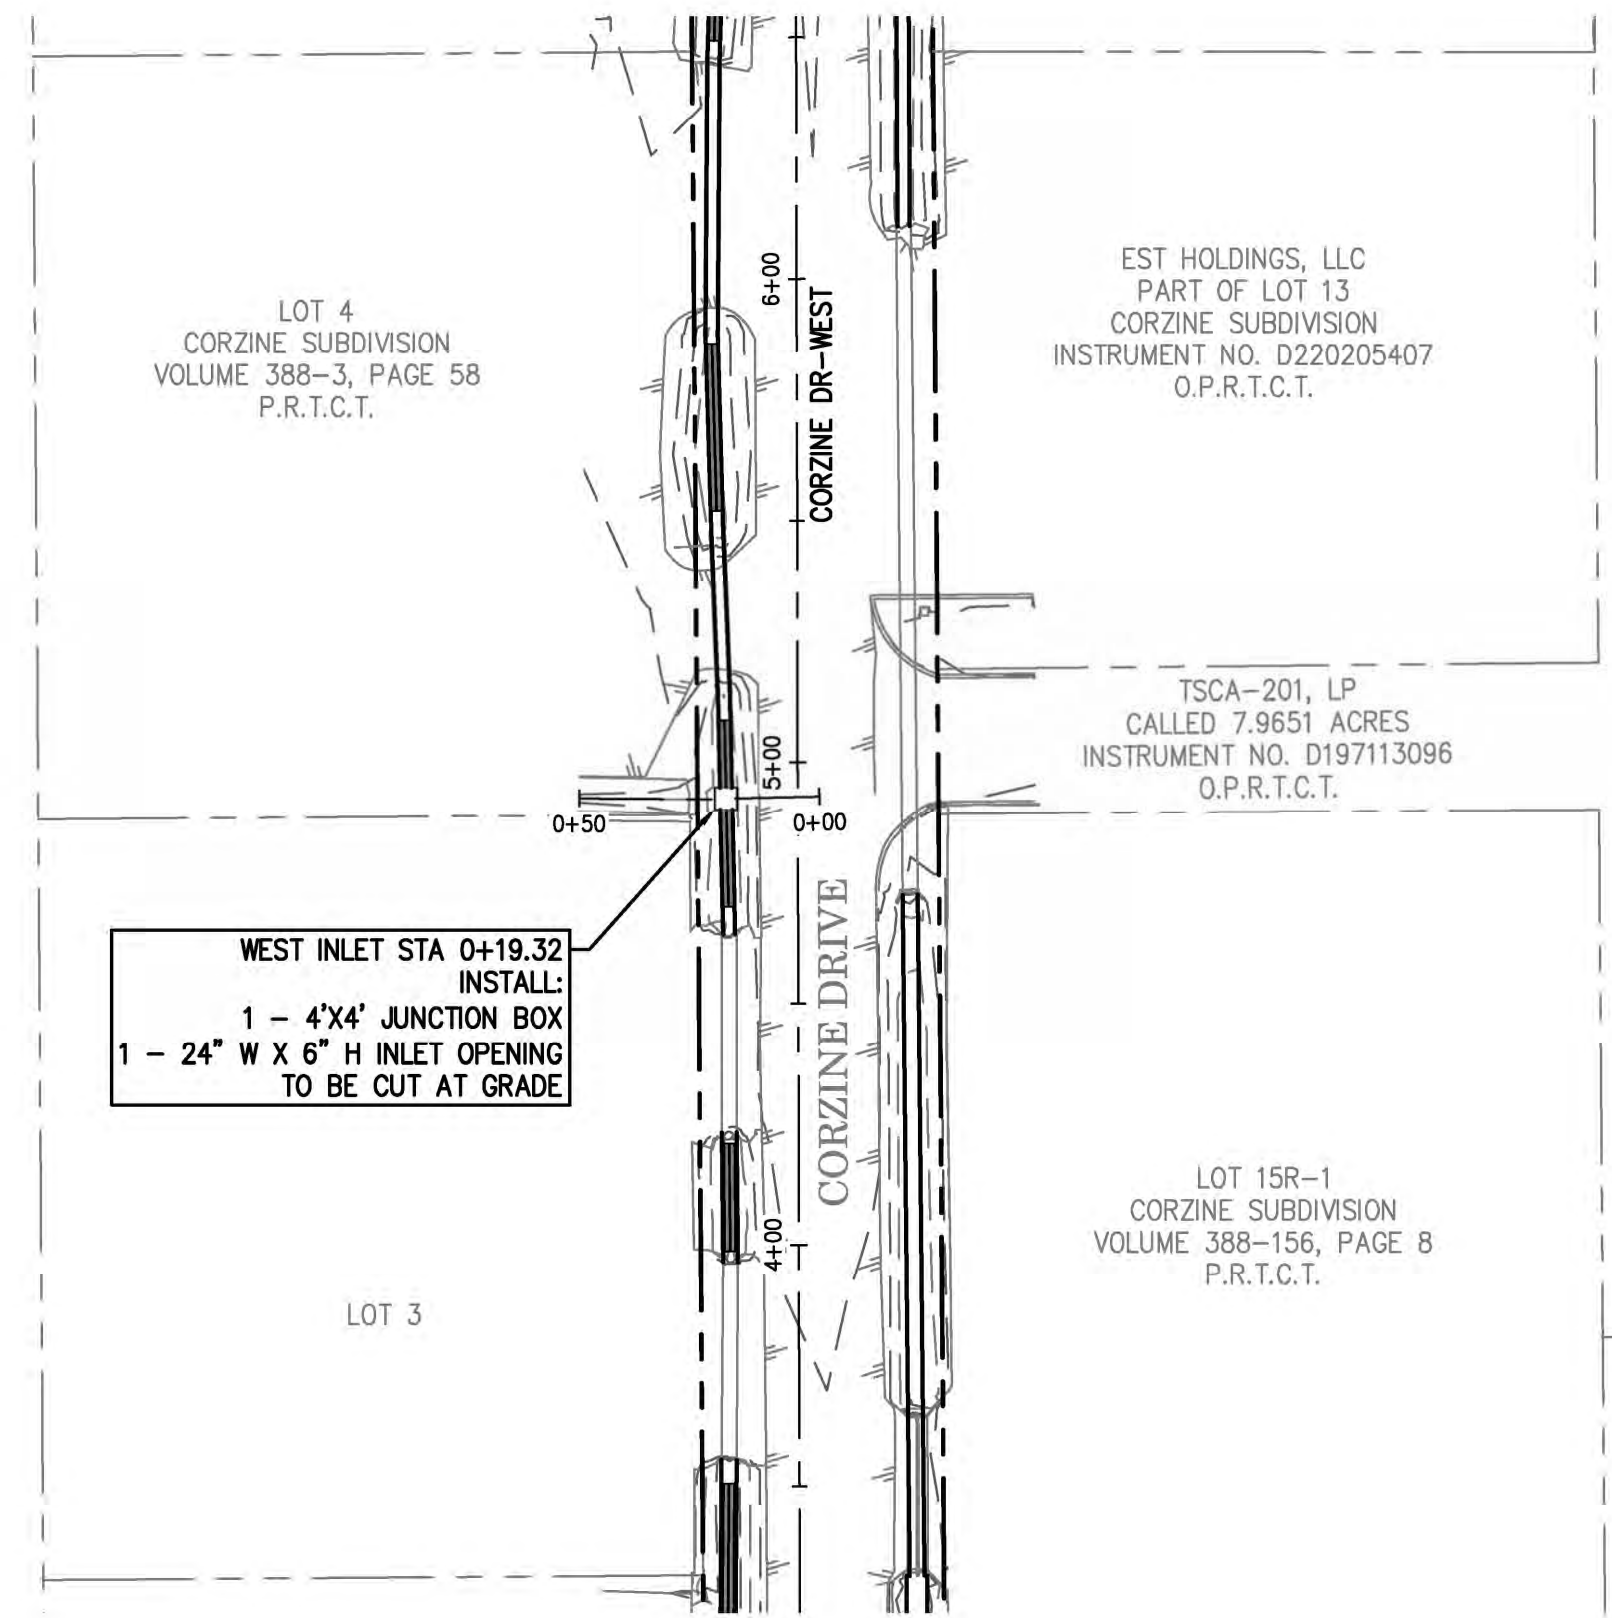 LOT 4
CORZINE SUBDIVISION
VOLUME 388-3, PAGE 58
P.R.T.C.T.
6+00
CORZINE DR-WEST
EST HOLDINGS, LLC
PART OF LOT 13
CORZINE SUBDIVISION
INSTRUMENT NO. D220205407
O.P.R.T.C.T.
TSCA-201, LP
CALLED 7.9651 ACRES
INSTRUMENT NO. D197113096
O.P.R.T.C.T.
5+00
0+50
0+00
WEST INLET STA 0+19.32
INSTALL:
1 - 4'X4' JUNCTION BOX
1 - 24" W X 6" H INLET OPENING
TO BE CUT AT GRADE
CORZINE DRIVE
4+00
LOT 3
LOT 15R-1
CORZINE SUBDIVISION
VOLUME 388-156, PAGE 8
P.R.T.C.T.